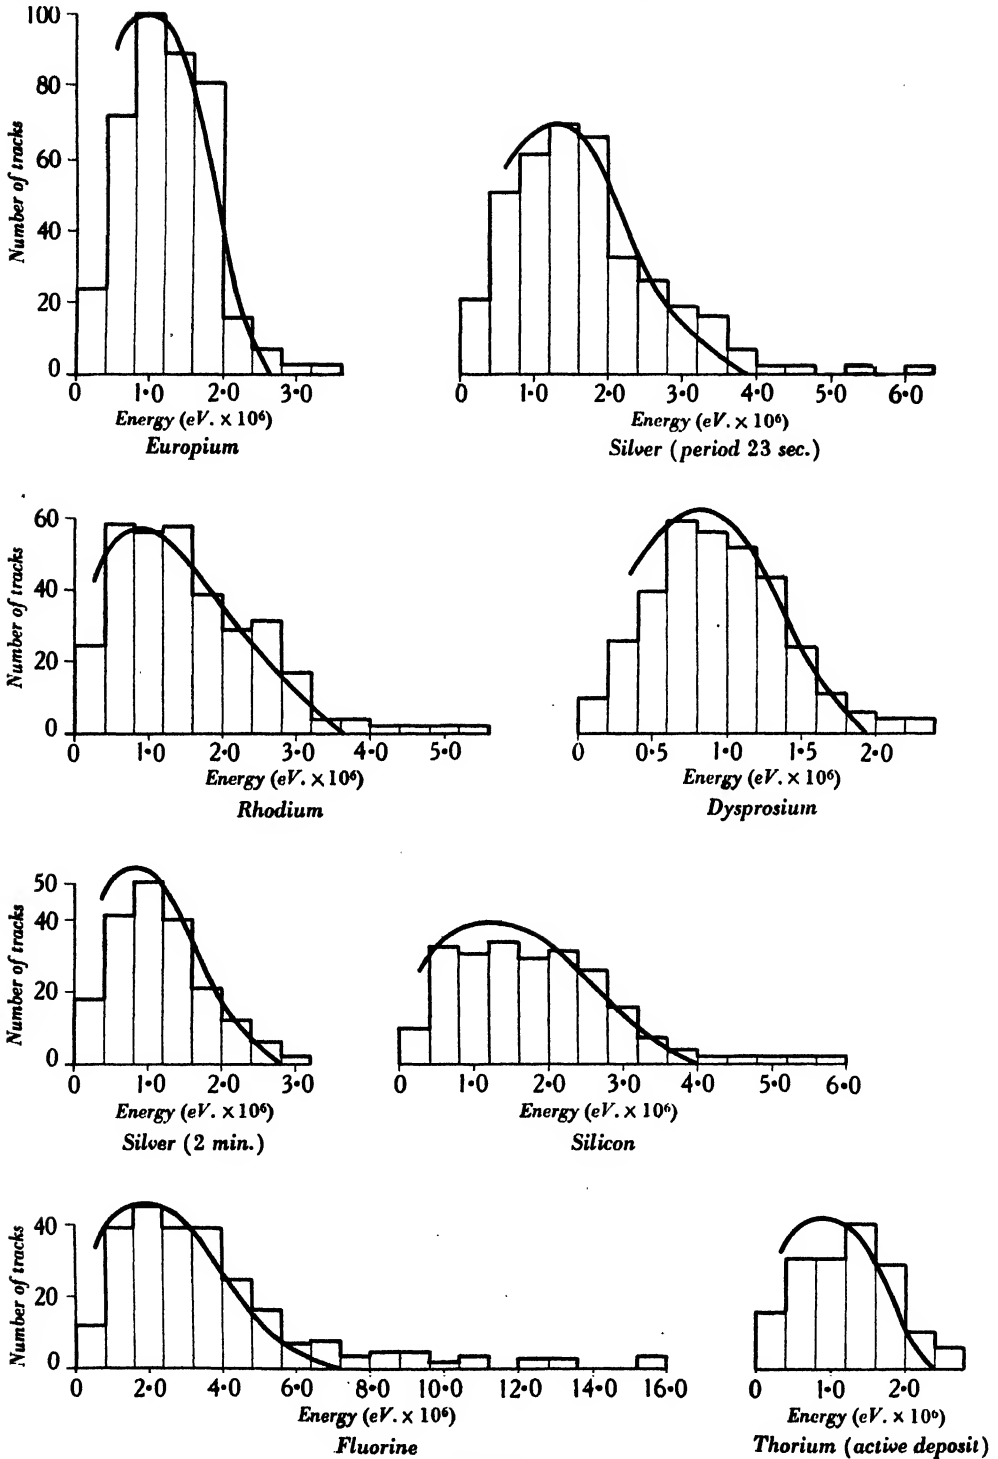 100
80
60
40
20
0
Number of tracks
0 1·0 2·0 3·0
Energy (eV. × 10⁶)
Europium
0 1·0 2·0 3·0 4·0 5·0 6·0
Energy (eV. × 10⁶)
Silver (period 23 sec.)
60
40
20
0
Number of tracks
0 1·0 2·0 3·0 4·0 5·0
Energy (eV. × 10⁶)
Rhodium
0 0·5 1·0 1·5 2·0
Energy (eV. × 10⁶)
Dysprosium
50
40
20
0
Number of tracks
0 1·0 2·0 3·0
Energy (eV. × 10⁶)
Silver (2 min.)
0 1·0 2·0 3·0 4·0 5·0 6·0
Energy (eV. × 10⁶)
Silicon
40
20
0
Number of tracks
0 2·0 4·0 6·0 8·0 10·0 12·0 14·0 16·0
Energy (eV. × 10⁶)
Fluorine
0 1·0 2·0
Energy (eV. × 10⁶)
Thorium (active deposit)